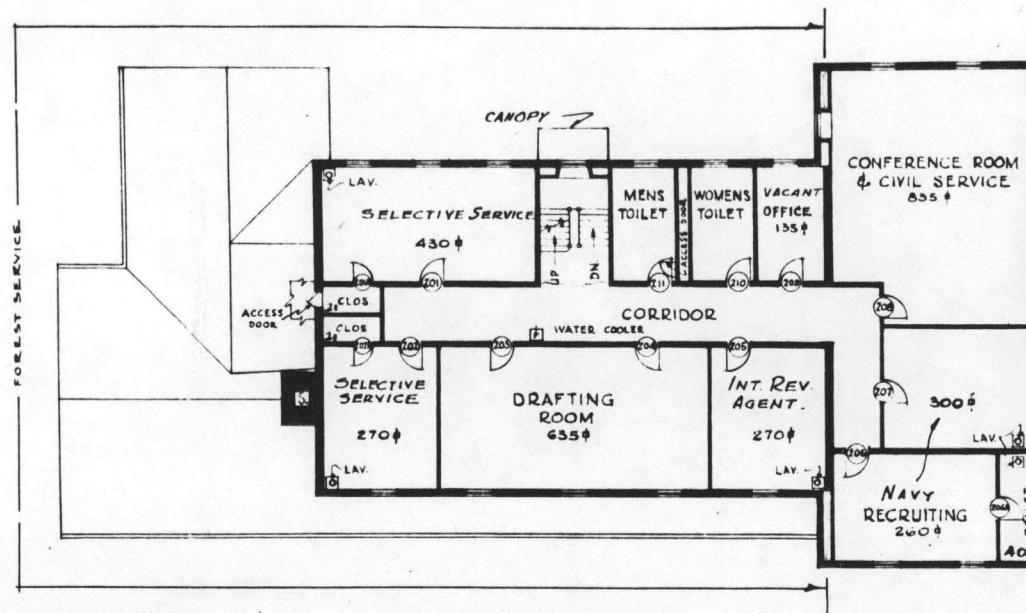 FOREST SERVICE
CANOPY
LAV.
SELECTIVE SERVICE
430 ϕ
UP
DN.
MENS
TOILET
ACCESS DOOR
WOMENS
TOILET
VACANT
OFFICE
135 ϕ
CONFERENCE ROOM
& CIVIL SERVICE
835 ϕ
201
211
210
209
208
ACCESS
DOOR
CLOS
CLOS
CORRIDOR
WATER COOLER
202
203
204
205
207
SELECTIVE
SERVICE
270 ϕ
LAV.
DRAFTING
ROOM
635 ϕ
INT. REV.
AGENT.
270 ϕ
LAV.
300 ϕ
LAV.
206
NAVY
RECRUITING
260 ϕ
206A
40